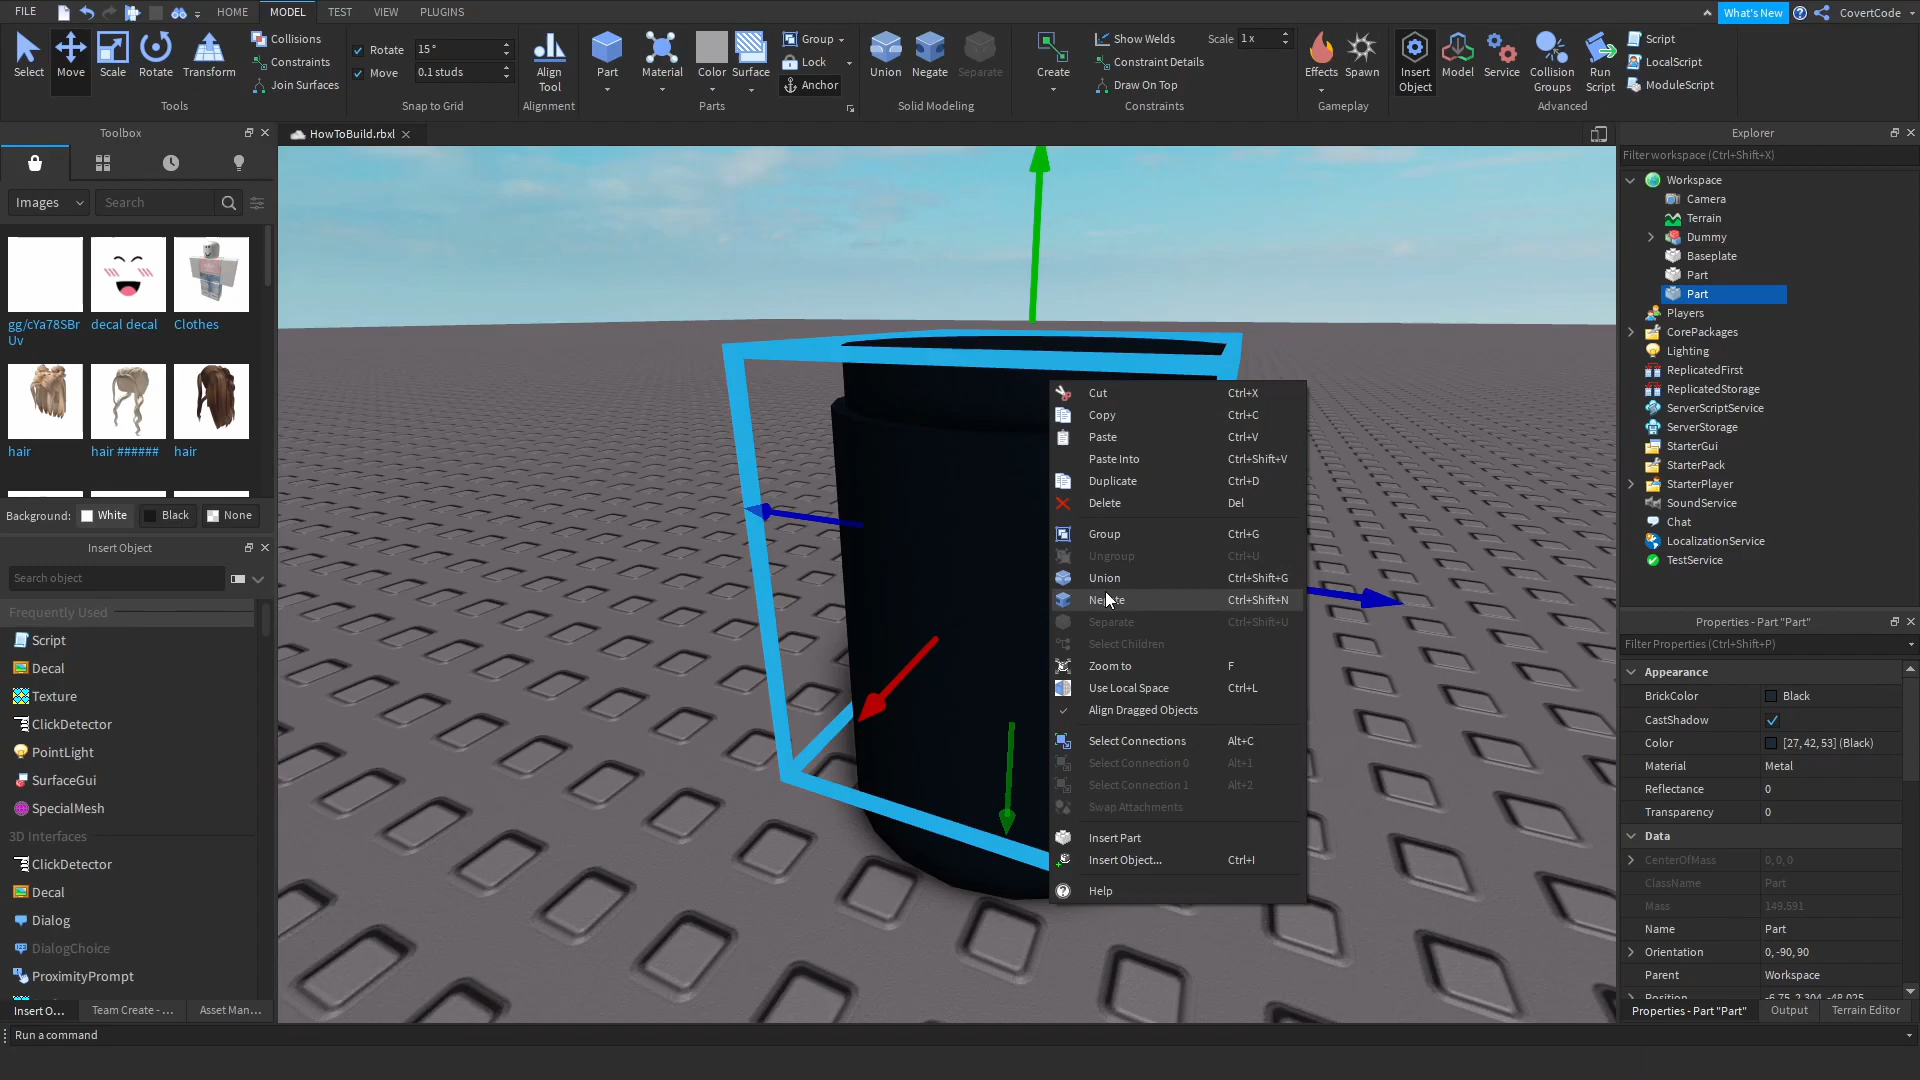 FILE HOME MODEL TEST VIEW PLUGINS What's New CovertCode
Select Move Scale Rotate Transform
Collisions
Constraints
Join Surfaces
Tools
Rotate 15 °
Move 0.1 studs
Snap to Grid
Align Tool
Alignment
Part Material Color Surface
Group
Lock
Anchor
Parts
Union Negate Separate
Solid Modeling
Create
Show Welds Scale 1 x
Constraint Details
Draw On Top
Constraints
Effects Spawn
Gameplay
Insert Object Model Service Collision Groups Run Script
Script
LocalScript
ModuleScript
Advanced
Toolbox
Images Search
gg/cYa78SBr
Uv
decal decal
Clothes
hair hair ###### hair
Background: White Black None
Insert Object
Search object
Frequently Used
Script
Decal
Texture
ClickDetector
PointLight
SurfaceGui
SpecialMesh
3D Interfaces
ClickDetector
Decal
Dialog
DialogChoice
ProximityPrompt
Insert O... Team Create - ... Asset Man...
Run a command
HowToBuild.rbxl
Cut Ctrl+X
Copy Ctrl+C
Paste Ctrl+V
Paste Into Ctrl+Shift+V
Duplicate Ctrl+D
Delete Del
Group Ctrl+G
Ungroup Ctrl+U
Union Ctrl+Shift+G
Negate Ctrl+Shift+N
Separate Ctrl+Shift+U
Select Children
Zoom to F
Use Local Space Ctrl+L
Align Dragged Objects
Select Connections Alt+C
Select Connection 0 Alt+1
Select Connection 1 Alt+2
Swap Attachments
Insert Part
Insert Object... Ctrl+I
Help
Explorer
Filter workspace (Ctrl+Shift+X)
Workspace
Camera
Terrain
Dummy
Baseplate
Part
Part
Players
CorePackages
Lighting
ReplicatedFirst
ReplicatedStorage
ServerScriptService
ServerStorage
StarterGui
StarterPack
StarterPlayer
SoundService
Chat
LocalizationService
TestService
Properties - Part "Part"
Filter Properties (Ctrl+Shift+P)
Appearance
BrickColor Black
CastShadow
Color [27, 42, 53] (Black)
Material Metal
Reflectance 0
Transparency 0
Data
CenterOfMass 0, 0, 0
ClassName Part
Mass 149.591
Name Part
Orientation 0, -90, 90
Parent Workspace
Position -6.75, 2.304, -48.025
Properties - Part "Part" Output Terrain Editor